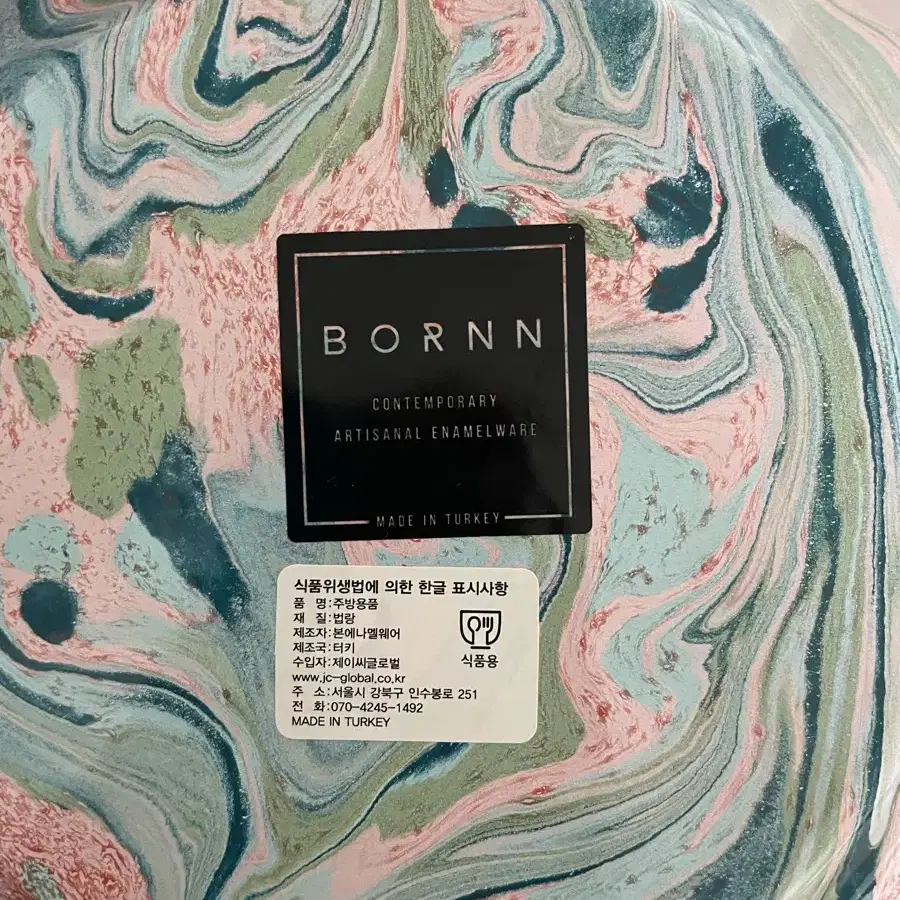 BORNN
CONTEMPORARY
ARTISANAL ENAMELWARE
MADE IN TURKEY
식품위생법에 의한 한글 표시사항
품 명:주방용품
재 질:법랑
제조자:본에나멜웨어
제조국:터키
수입자:제이씨글로벌
www.jc-global.co.kr
주 소:서울시 강북구 인수봉로 251
전 화:070-4245-1492
MADE IN TURKEY
식품용